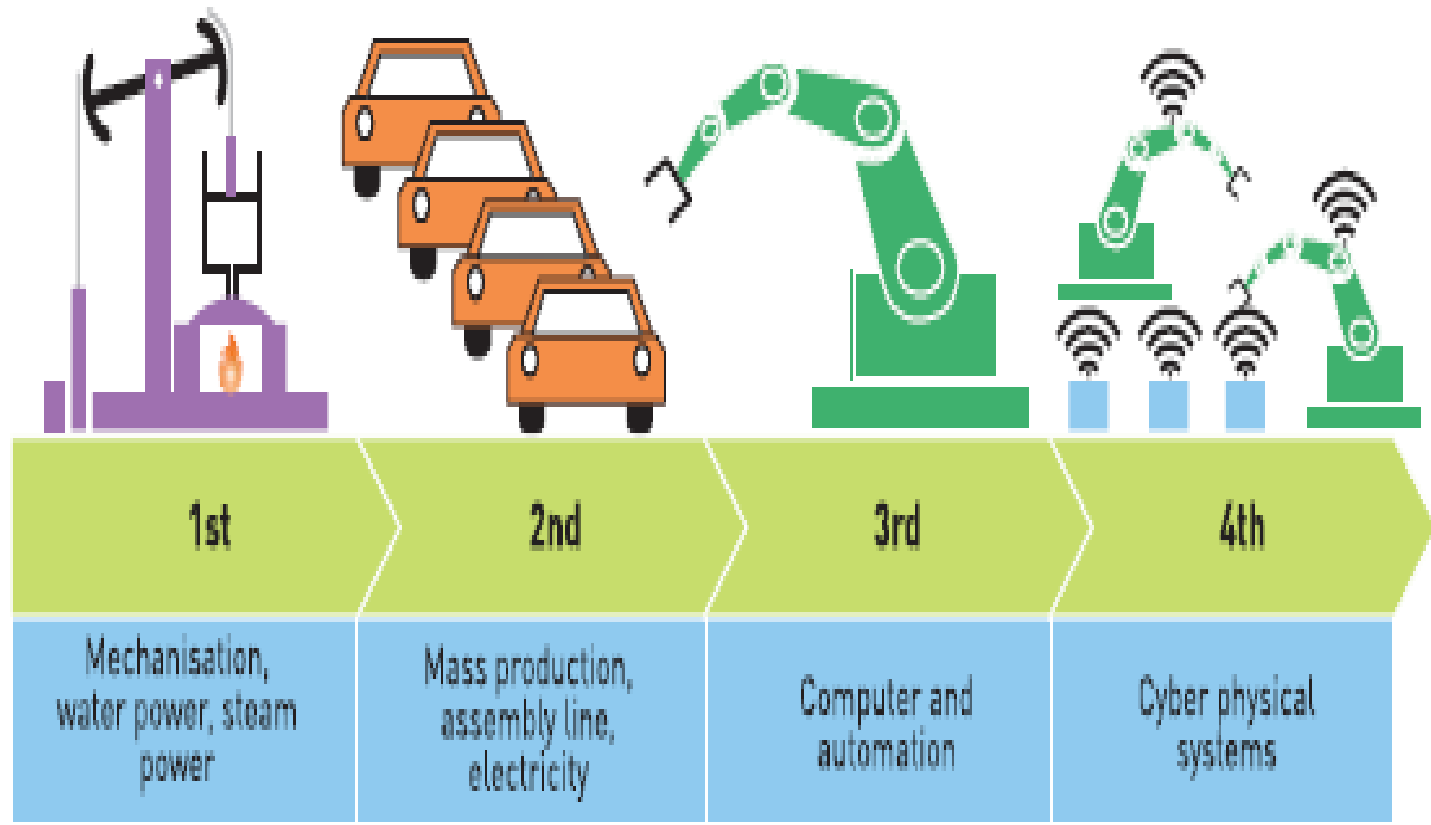 1st
2nd
3rd
4th
Mechanisation,
water power, steam
power
Mass production,
assembly line,
electricity
Computer and
automation
Cyber physical
systems